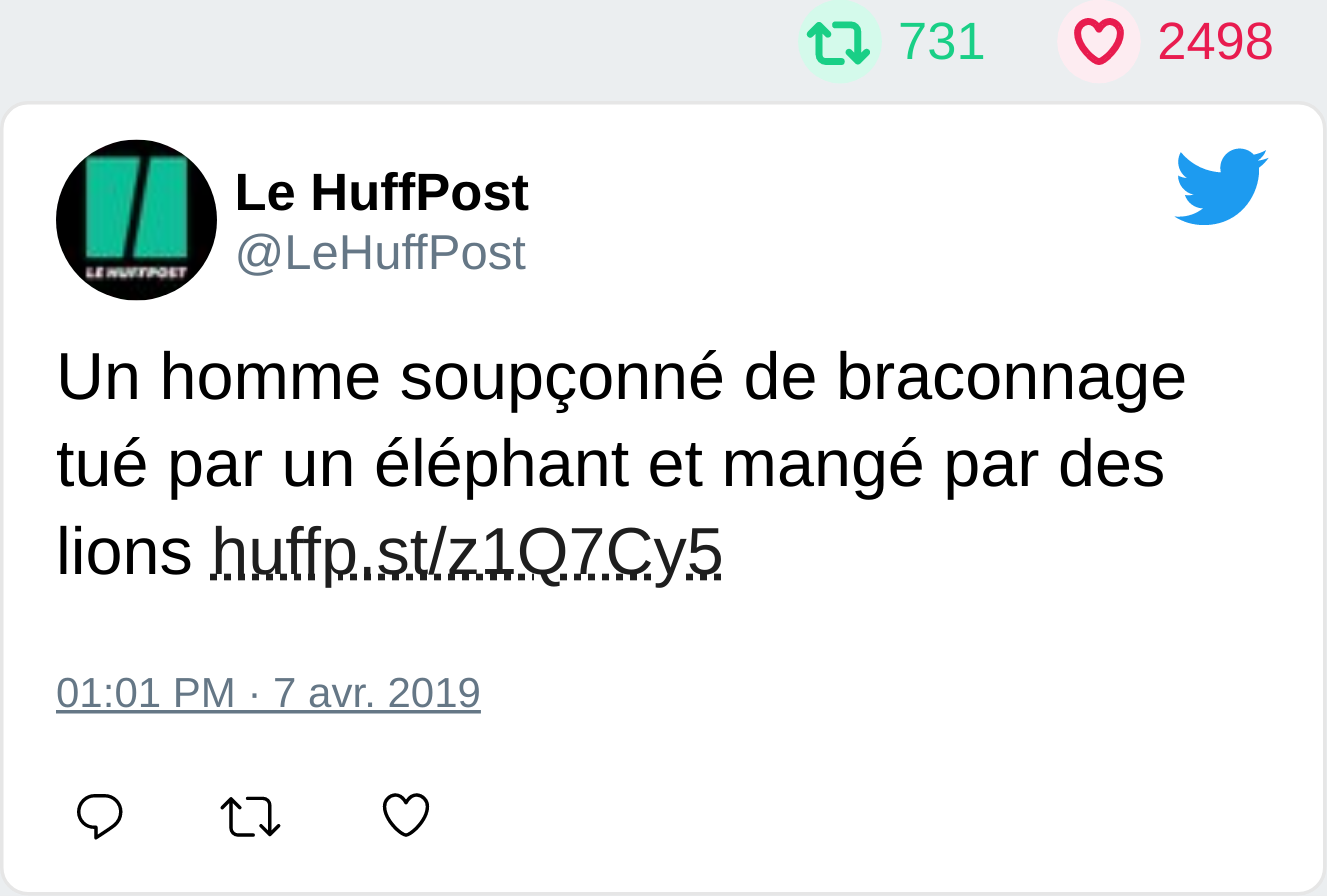 731 2498
Le HuffPost
@LeHuffPost
LE HUFFPOST
Un homme soupçonné de braconnage
tué par un éléphant et mangé par des
lions huffp.st/z1Q7Cy5
01:01 PM · 7 avr. 2019